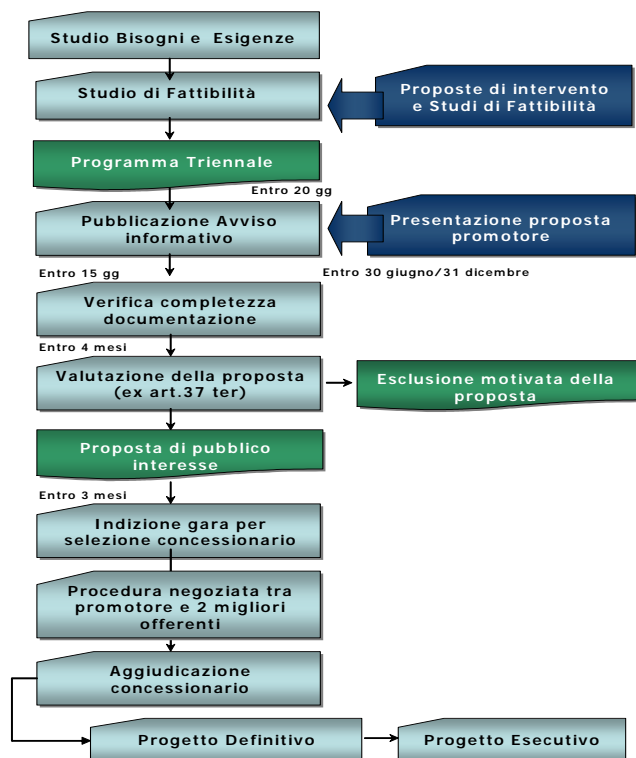 Studio Bisogni e Esigenze
Studio di Fattibilità
Proposte di intervento
e Studi di Fattibilità
Programma Triennale
Entro 20 gg
Pubblicazione Avviso
informativo
Presentazione proposta
promotore
Entro 15 gg
Entro 30 giugno/31 dicembre
Verifica completezza
documentazione
Entro 4 mesi
Valutazione della proposta
(ex art.37 ter)
Esclusione motivata della
proposta
Proposta di pubblico
interesse
Entro 3 mesi
Indizione gara per
selezione concessionario
Procedura negoziata tra
promotore e 2 migliori
offerenti
Aggiudicazione
concessionario
Progetto Definitivo
Progetto Esecutivo